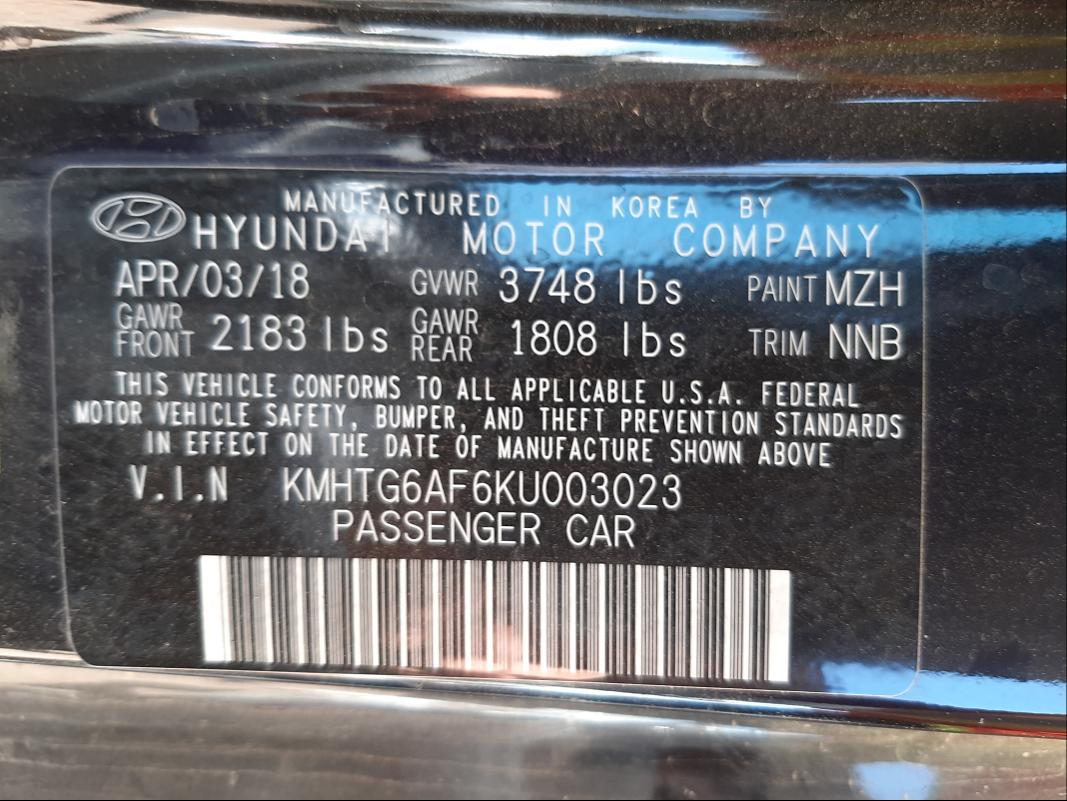 MANUFACTURED IN KOREA BY
HYUNDAI MOTOR COMPANY
APR/03/18 GVWR 3748 lbs PAINT MZH
GAWR FRONT 2183 lbs GAWR REAR 1808 lbs TRIM NNB
THIS VEHICLE CONFORMS TO ALL APPLICABLE U.S.A. FEDERAL
MOTOR VEHICLE SAFETY, BUMPER, AND THEFT PREVENTION STANDARDS
IN EFFECT ON THE DATE OF MANUFACTURE SHOWN ABOVE
V.I.N KMHTG6AF6KU003023
PASSENGER CAR